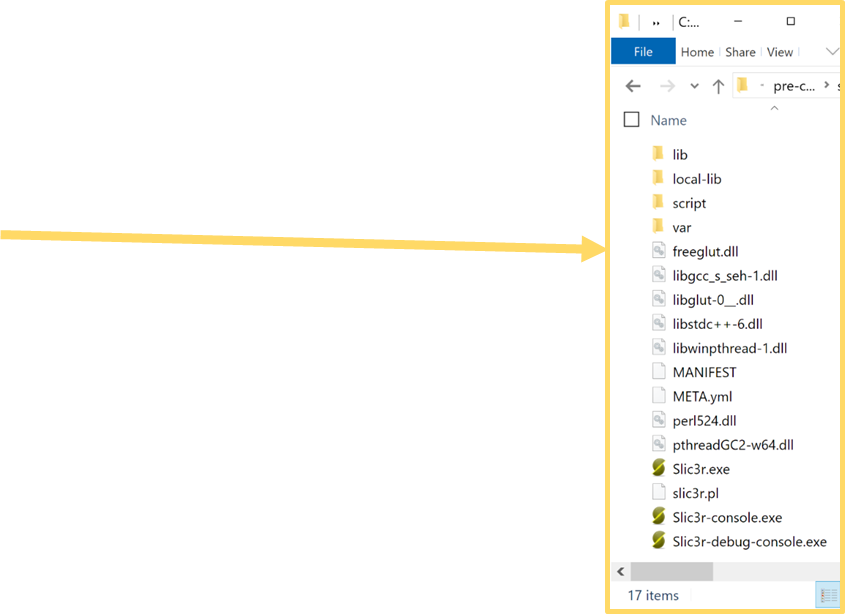 C:...
File Home Share View
pre-c...
Name
lib
local-lib
script
var
freeglut.dll
libgcc_s_seh-1.dll
libglut-0__.dll
libstdc++-6.dll
libwinpthread-1.dll
MANIFEST
META.yml
perl524.dll
pthreadGC2-w64.dll
Slic3r.exe
slic3r.pl
Slic3r-console.exe
Slic3r-debug-console.exe
17 items